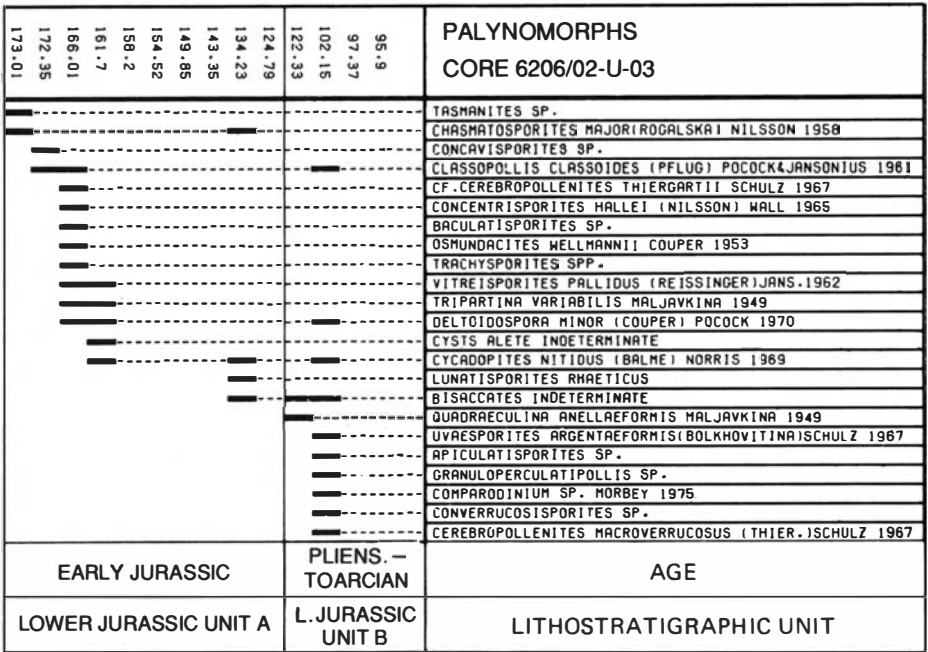 173.01
172.35
166.01
161.7
158.2
154.52
149.85
143.35
134.23
124.79
122.33
102.15
97.37
95.9
PALYNOMORPHS
CORE 6206/02-U-03
TASMANITES SP.
CHASMATOSPORITES MAJOR(ROGALSKA) NILSSON 1958
CONCAVISPORITES SP.
CLASSOPOLLIS CLASSOIDES (PFLUG) POCOCK&JANSONIUS 1961
CF.CEREBROPOLLENITES THIERGARTII SCHULZ 1967
CONCENTRISPORITES HALLEI (NILSSON) WALL 1965
BACULATISPORITES SP.
OSMUNDACITES WELLMANNII COUPER 1953
TRACHYSPORITES SPP.
VITREISPORITES PALLIDUS (REISSINGER)JANS.1962
TRIPARTINA VARIABILIS MALJAVKINA 1949
DELTOIDOSPORA MINOR (COUPER) POCOCK 1970
CYSTS ALETE INDETERMINATE
CYCADOPITES NITIDUS (BALME) NORRIS 1969
LUNATISPORITES RHAETICUS
BISACCATES INDETERMINATE
QUADRAECULINA ANELLAEFORMIS MALJAVKINA 1949
UVAESPORITES ARGENTAEFORMIS(BOLKHOVITINA)SCHULZ 1967
APICULATISPORITES SP.
GRANULOPERCULATIPOLLIS SP.
COMPARODINIUM SP. MORBEY 1975
CONVERRUCOSISPORITES SP.
CEREBROPOLLENITES MACROVERRUCOSUS (THIER.)SCHULZ 1967
EARLY JURASSIC
PLIENS. –
TOARCIAN
AGE
LOWER JURASSIC UNIT A
L. JURASSIC
UNIT B
LITHOSTRATIGRAPHIC UNIT